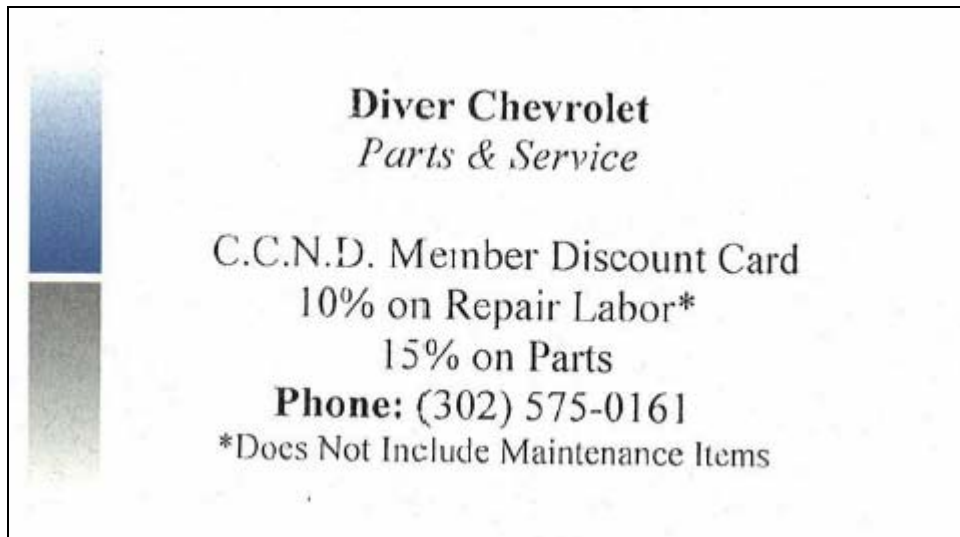 Diver Chevrolet
Parts & Service
C.C.N.D. Member Discount Card
10% on Repair Labor*
15% on Parts
Phone: (302) 575-0161
*Does Not Include Maintenance Items